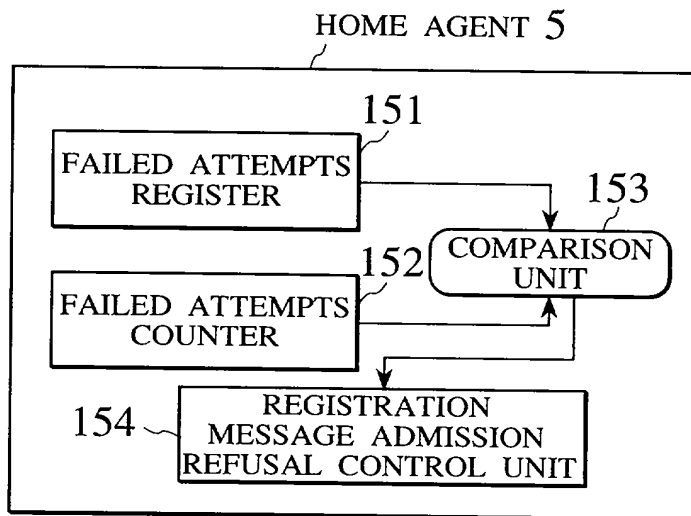 HOME AGENT 5
151
FAILED ATTEMPTS
REGISTER
153
COMPARISON
UNIT
152
FAILED ATTEMPTS
COUNTER
154
REGISTRATION
MESSAGE ADMISSION
REFUSAL CONTROL UNIT